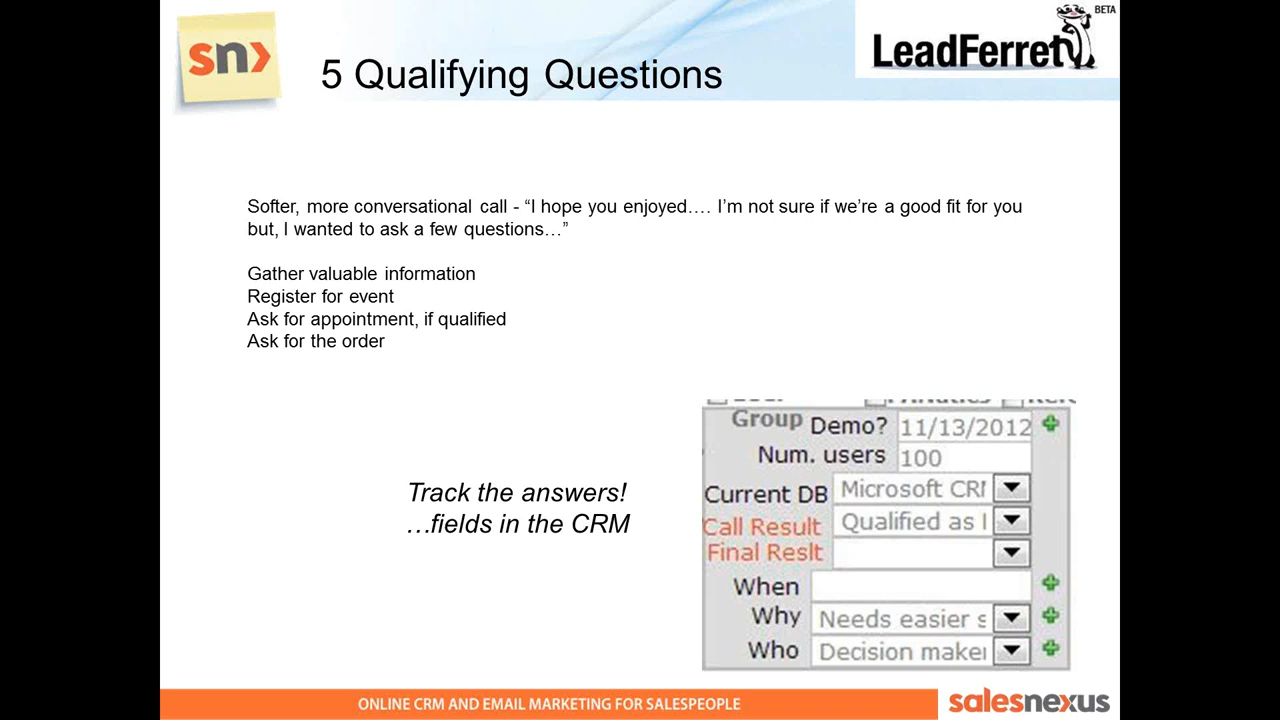 sn>
5 Qualifying Questions
LeadFerret
BETA
Softer, more conversational call - “I hope you enjoyed…. I’m not sure if we’re a good fit for you
but, I wanted to ask a few questions…”
Gather valuable information
Register for event
Ask for appointment, if qualified
Ask for the order
Track the answers!
…fields in the CRM
Group Demo? 11/13/2012
Num. users 100
Current DB Microsoft CRM
Call Result Qualified as
Final Reslt
When
Why Needs easier s
Who Decision maker
ONLINE CRM AND EMAIL MARKETING FOR SALESPEOPLE
salesnexus